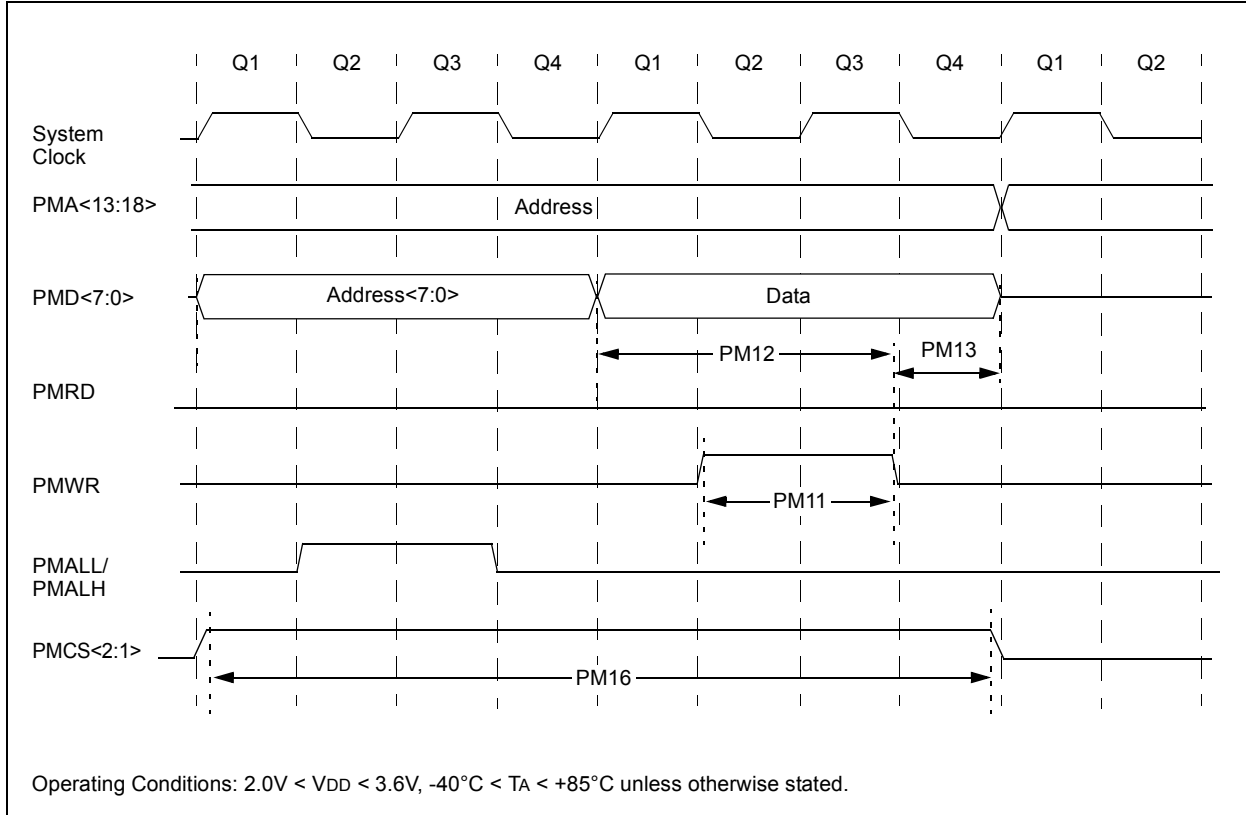 Q1 Q2 Q3 Q4 Q1 Q2 Q3 Q4 Q1 Q2
System
Clock
PMA<13:18>
Address
PMD<7:0>
Address<7:0>
Data
PM12
PM13
PMRD
PMWR
PM11
PMALL/
PMALH
PMCS<2:1>
PM16
Operating Conditions: 2.0V < VDD < 3.6V, -40°C < TA < +85°C unless otherwise stated.